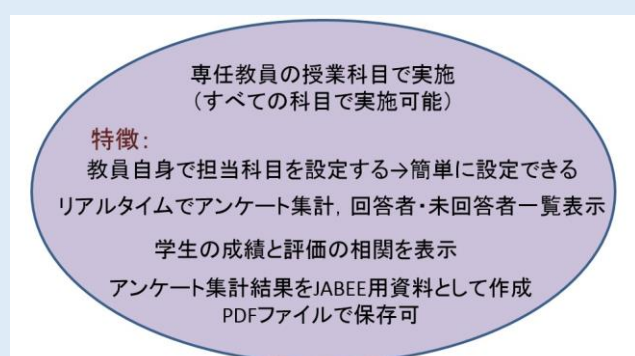 専任教員の授業科目で実施
（すべての科目で実施可能）
特徴：
教員自身で担当科目を設定する→簡単に設定できる
リアルタイムでアンケート集計，回答者・未回答者一覧表示
学生の成績と評価の相関を表示
アンケート集計結果をJABEE用資料として作成
PDFファイルで保存可